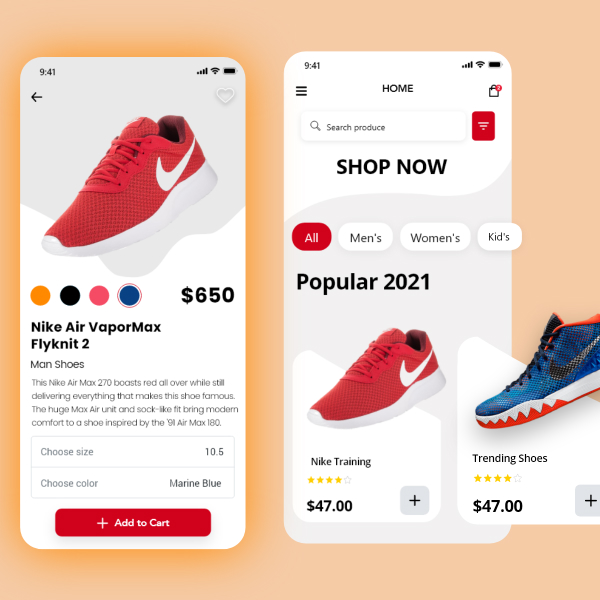 9:41
$650
Nike Air VaporMax
Flyknit 2
Man Shoes
This Nike Air Max 270 boasts red all over while still
delivering everything that makes this shoe famous.
The huge Max Air unit and sock-like fit bring modern
comfort to a shoe inspired by the '91 Air Max 180.
Choose size 10.5
Choose color Marine Blue
+ Add to Cart
9:41
HOME
Search produce
SHOP NOW
All Men's Women's Kid's
Popular 2021
Nike Training
$47.00 +
Trending Shoes
$47.00 +